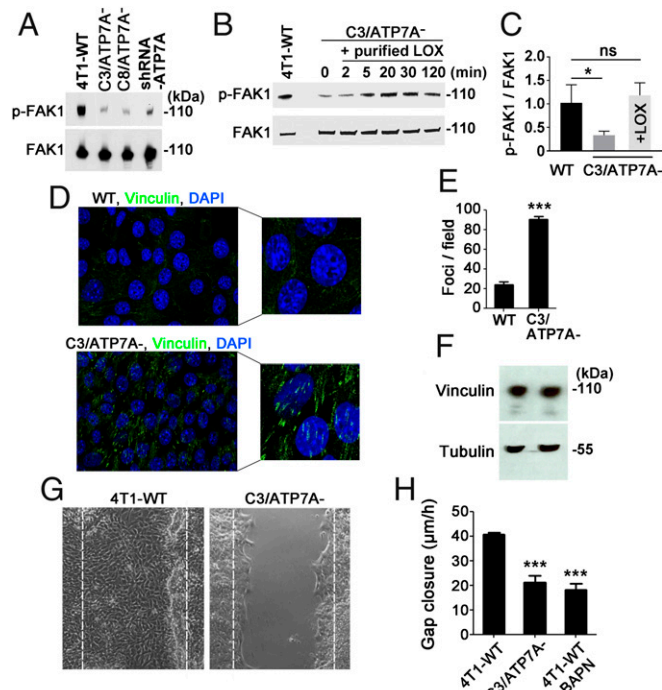 A
4T1-WT
C3/ATP7A-
C8/ATP7A-
shRNA
-ATP7A
(kDa)
p-FAK1
-110
FAK1
-110
B
4T1-WT
C3/ATP7A-
+ purified LOX
0 2 5 20 30 120 (min)
p-FAK1
-110
FAK1
-110
C
p-FAK1 / FAK1
2.0
1.5
1.0
0.5
0.0
ns
*
+LOX
WT C3/ATP7A-
D
WT, Vinculin, DAPI
C3/ATP7A-, Vinculin, DAPI
E
Foci / field
100
80
60
40
20
0
***
WT
C3/
ATP7A-
F
(kDa)
Vinculin
-110
Tubulin
-55
G
4T1-WT
C3/ATP7A-
H
Gap closure (µm/h)
50
40
30
20
10
0
***
***
4T1-WT
C3/ATP7A-
4T1-WT
BAPN